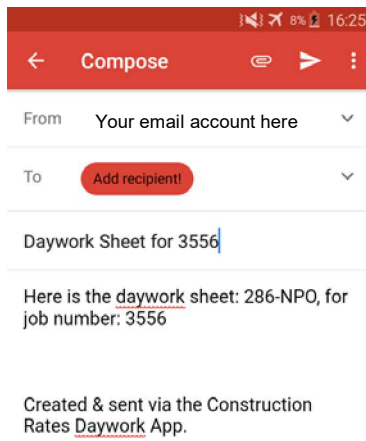 8% 16:25
Compose
From Your email account here
To Add recipient!
Daywork Sheet for 3556
Here is the daywork sheet: 286-NPO, for
job number: 3556
Created & sent via the Construction
Rates Daywork App.